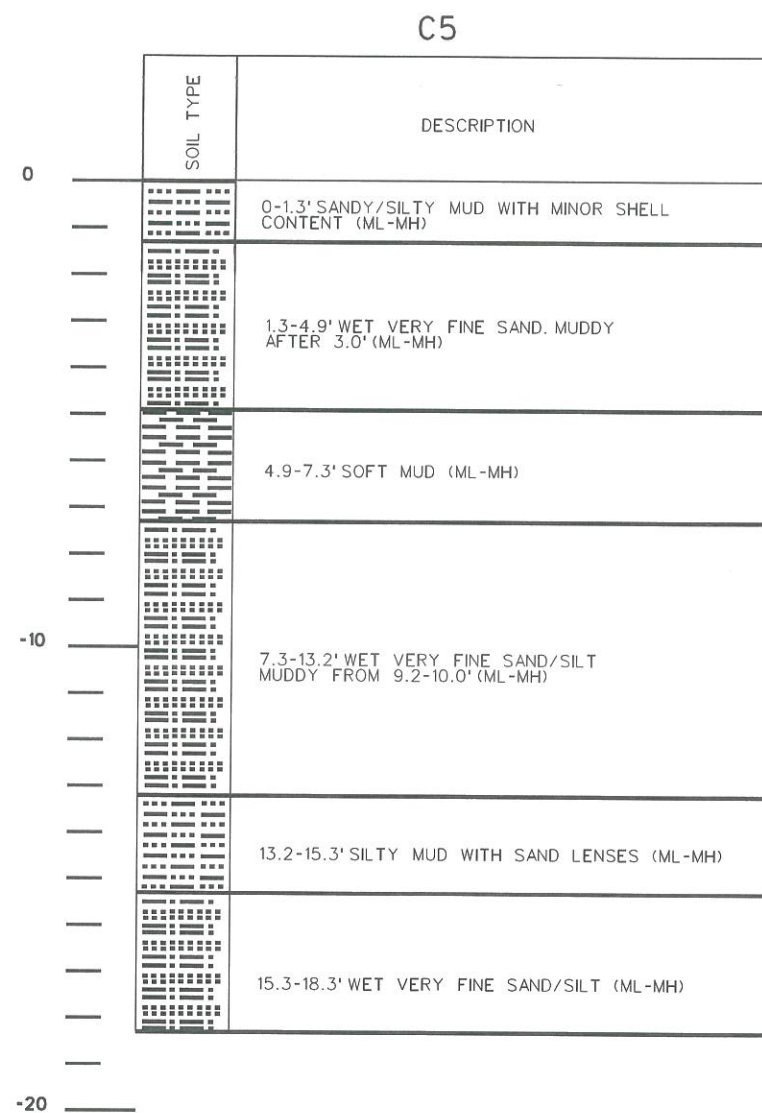 C5
SOIL TYPE
DESCRIPTION
0
0-1.3' SANDY/SILTY MUD WITH MINOR SHELL
CONTENT (ML-MH)
1.3-4.9' WET VERY FINE SAND. MUDDY
AFTER 3.0' (ML-MH)
4.9-7.3' SOFT MUD (ML-MH)
-10
7.3-13.2' WET VERY FINE SAND/SILT
MUDDY FROM 9.2-10.0' (ML-MH)
13.2-15.3' SILTY MUD WITH SAND LENSES (ML-MH)
15.3-18.3' WET VERY FINE SAND/SILT (ML-MH)
-20